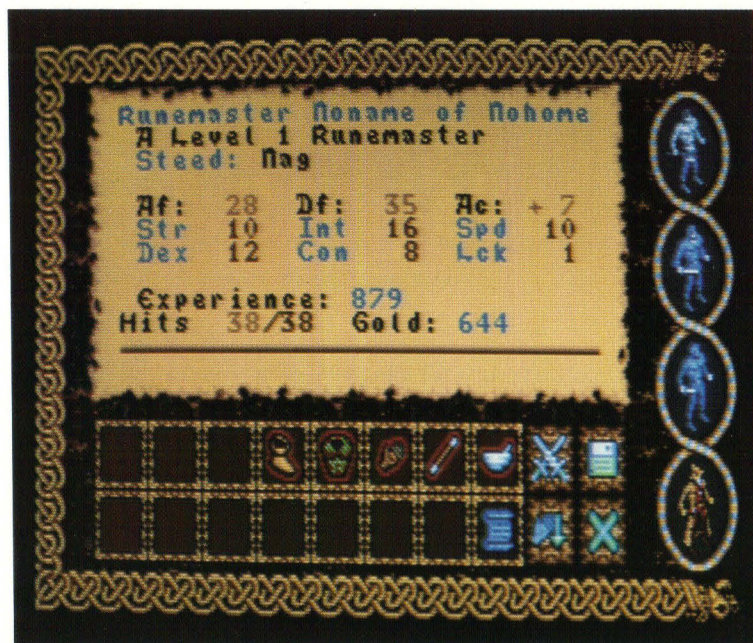 Runemaster Noname of Nohome
A Level 1 Runemaster
Steed: Nag
Af: 28 Df: 35 Ac: + 7
Str 10 Int 16 Spd 10
Dex 12 Con 8 Lck 1
Experience: 879
Hits 38/38 Gold: 644